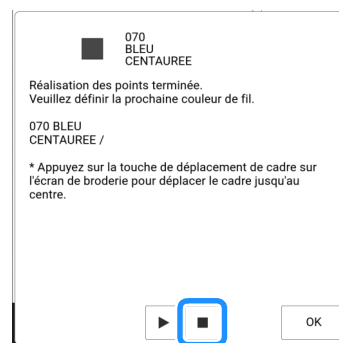 070
BLEU
CENTAUREE
Réalisation des points terminée.
Veuillez définir la prochaine couleur de fil.
070 BLEU
CENTAUREE /
* Appuyez sur la touche de déplacement de cadre sur
l'écran de broderie pour déplacer le cadre jusqu'au
centre.
OK